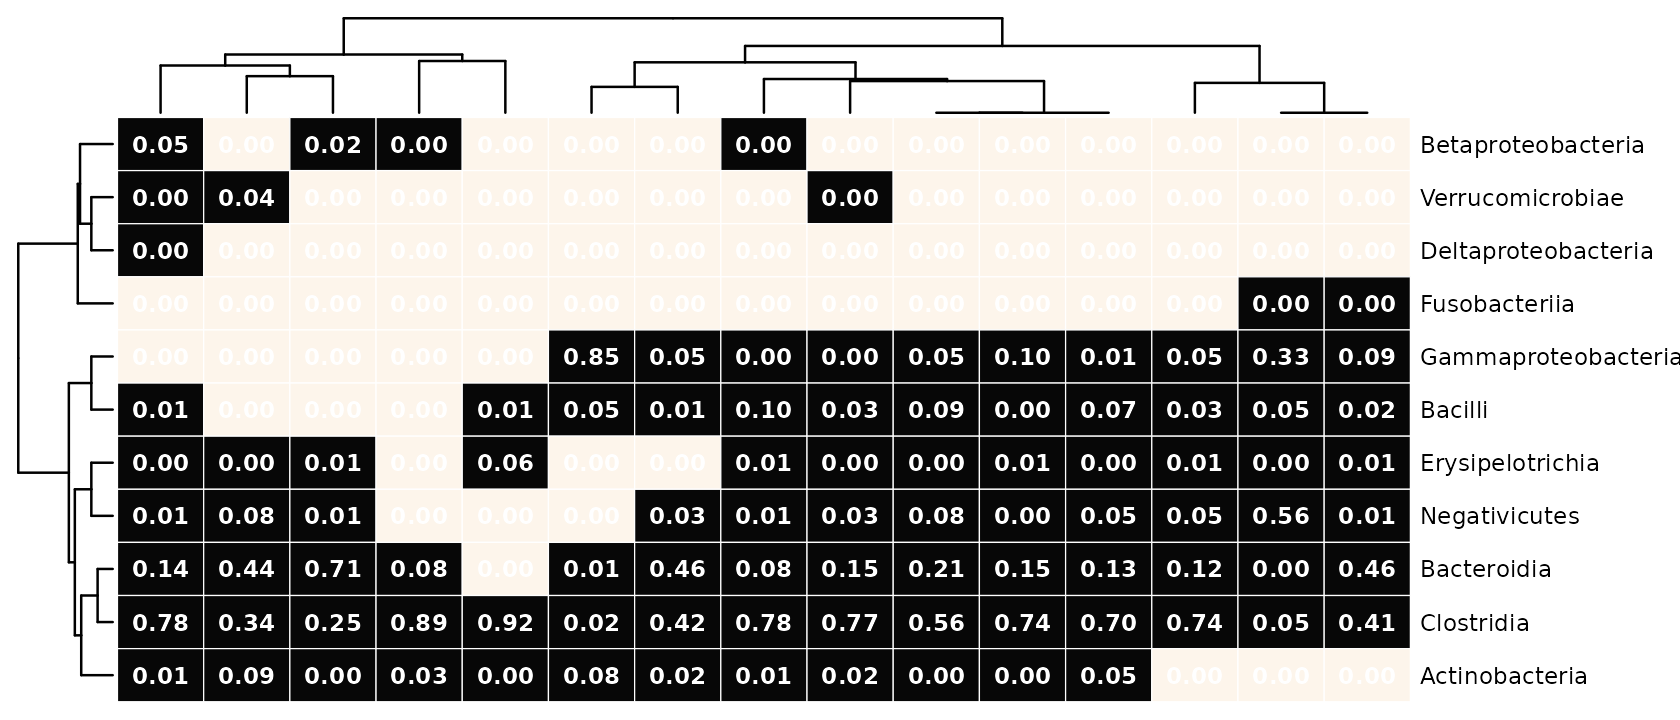 0.05 0.00 0.02 0.00 0.00 0.00 0.00 0.00 0.00 0.00 0.00 0.00 0.00 0.00 0.00 Betaproteobacteria
0.00 0.04 0.00 0.00 0.00 0.00 0.00 0.00 0.00 0.00 0.00 0.00 0.00 0.00 0.00 Verrucomicrobiae
0.00 0.00 0.00 0.00 0.00 0.00 0.00 0.00 0.00 0.00 0.00 0.00 0.00 0.00 0.00 Deltaproteobacteria
0.00 0.00 0.00 0.00 0.00 0.00 0.00 0.00 0.00 0.00 0.00 0.00 0.00 0.00 0.00 Fusobacteriia
0.00 0.00 0.00 0.00 0.00 0.85 0.05 0.00 0.00 0.05 0.10 0.01 0.05 0.33 0.09 Gammaproteobacteria
0.01 0.00 0.00 0.00 0.01 0.05 0.01 0.10 0.03 0.09 0.00 0.07 0.03 0.05 0.02 Bacilli
0.00 0.00 0.01 0.00 0.06 0.00 0.00 0.01 0.00 0.00 0.01 0.00 0.01 0.00 0.01 Erysipelotrichia
0.01 0.08 0.01 0.00 0.00 0.00 0.03 0.01 0.03 0.08 0.00 0.05 0.05 0.56 0.01 Negativicutes
0.14 0.44 0.71 0.08 0.00 0.01 0.46 0.08 0.15 0.21 0.15 0.13 0.12 0.00 0.46 Bacteroidia
0.78 0.34 0.25 0.89 0.92 0.02 0.42 0.78 0.77 0.56 0.74 0.70 0.74 0.05 0.41 Clostridia
0.01 0.09 0.00 0.03 0.00 0.08 0.02 0.01 0.02 0.00 0.00 0.05 0.00 0.00 0.00 Actinobacteria